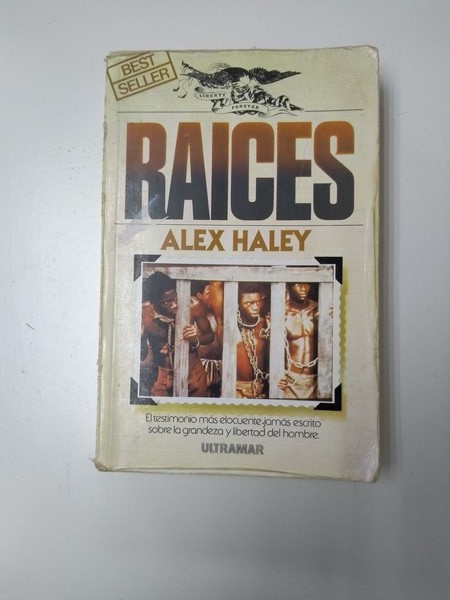 BEST
SELLER
LIBERTY
FOREVER
RAICES
ALEX HALEY
El testimonio más elocuente jamás escrito
sobre la grandeza y libertad del hombre.
ULTRAMAR